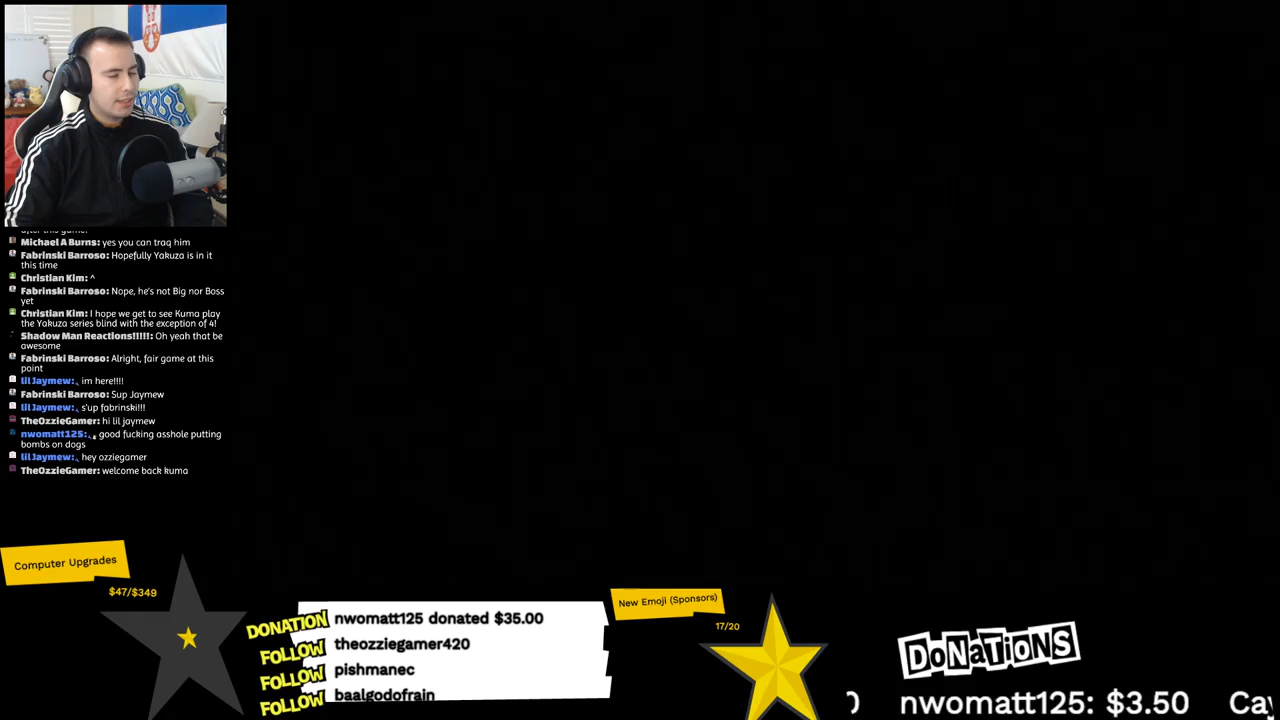 after this game!
Michael A Burns: yes you can traq him
Fabrinski Barroso: Hopefully Yakuza is in it
this time
Christian Kim: ^
Fabrinski Barroso: Nope, he's not Big nor Boss
yet
Christian Kim: I hope we get to see Kuma play
the Yakuza series blind with the exception of 4!
Shadow Man Reactions!!!!!: Oh yeah that be
awesome
Fabrinski Barroso: Alright, fair game at this
point
lil Jaymew: im here!!!!
Fabrinski Barroso: Sup Jaymew
lil Jaymew: s'up fabrinski!!!
TheOzzieGamer: hi lil jaymew
nwomatt125: good fucking asshole putting
bombs on dogs
lil Jaymew: hey ozziegamer
TheOzzieGamer: welcome back kuma
Computer Upgrades
$47/$349
DONATION nwomatt125 donated $35.00
FOLLOW theozziegamer420
FOLLOW pishmanec
FOLLOW baalgodofrain
New Emoji (Sponsors)
17/20
DoNaTioNS
nwomatt125: $3.50